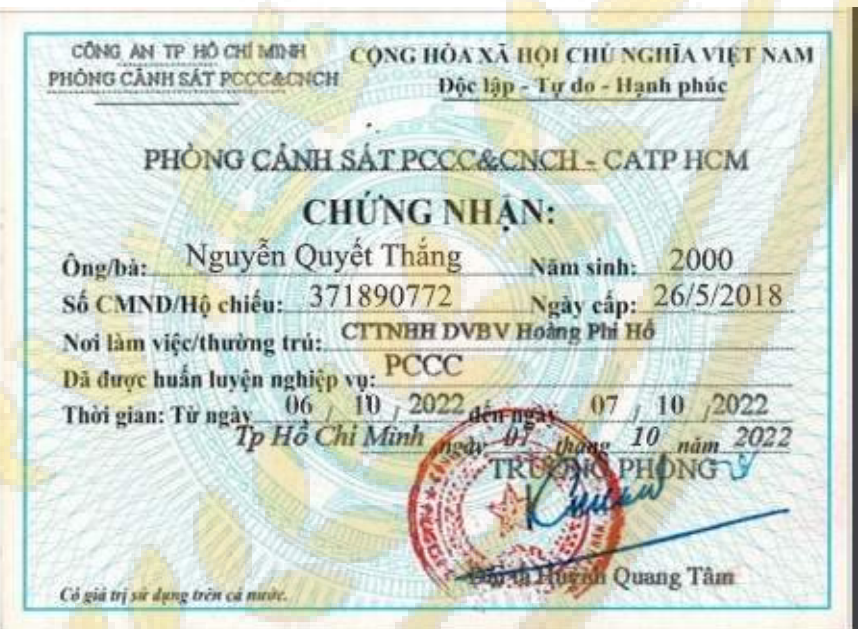 CÔNG AN TP HỒ CHÍ MINH
PHÒNG CẢNH SÁT PCCC&CNCH
CỘNG HÒA XÃ HỘI CHỦ NGHĨA VIỆT NAM
Độc lập - Tự do - Hạnh phúc
PHÒNG CẢNH SÁT PCCC&CNCH - CATP HCM
CHỨNG NHẬN:
Ông/bà: Nguyễn Quyết Thắng Năm sinh: 2000
Số CMND/Hộ chiếu: 371890772 Ngày cấp: 26/5/2018
Nơi làm việc/thường trú: CTTNHH DVBV Hoàng Phi Hổ
Đã được huấn luyện nghiệp vụ: PCCC
Thời gian: Từ ngày 06 / 10 / 2022 đến ngày 07 / 10 / 2022
Tp Hồ Chí Minh ngày 07 tháng 10 năm 2022
TRƯỞNG PHÒNG
Đại tá Huỳnh Quang Tâm
Có giá trị sử dụng trên cả nước.